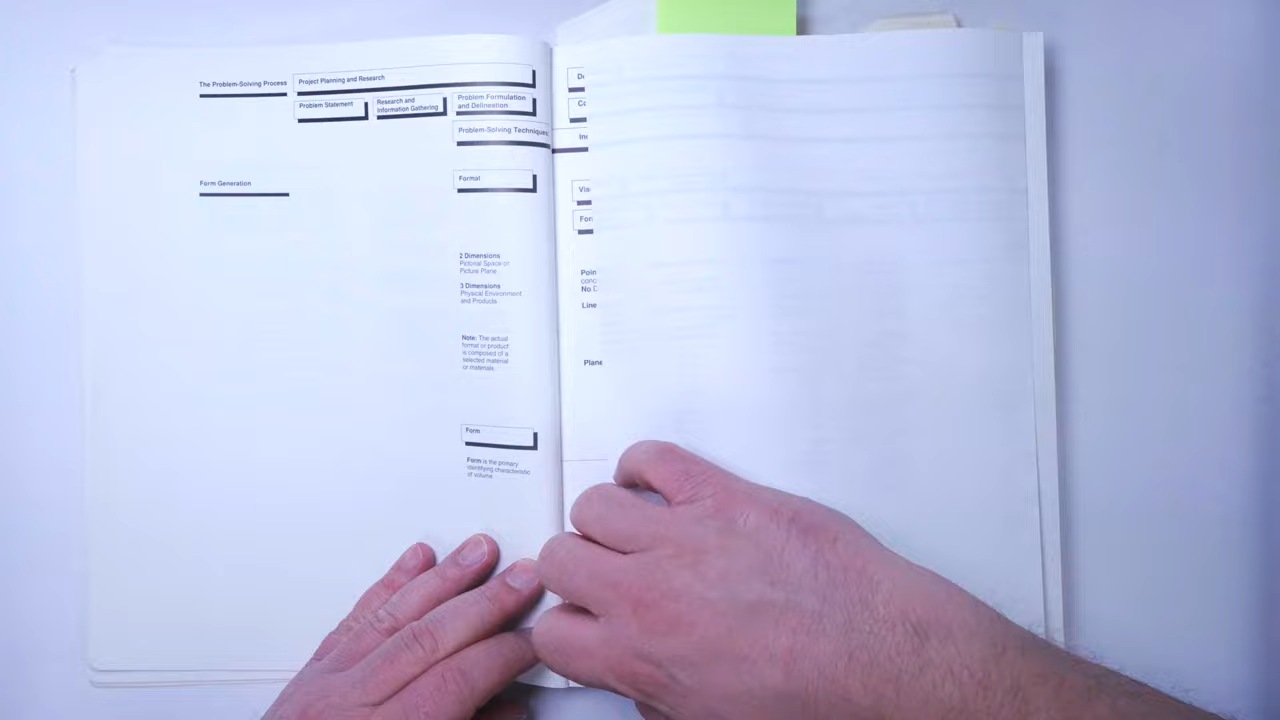 The Problem-Solving Process
Project Planning and Research
Problem Statement
Research and
Information Gathering
Problem Formulation
and Delineation
Problem-Solving Techniques
Form Generation
Format
2 Dimensions
Pictorial Space or
Picture Plane
3 Dimensions
Physical Environment
and Products
Note: The actual
format or product
is composed of a
selected material
or materials.
Form
Form is the primary
identifying characteristic
of volume
No D
Line
Plane